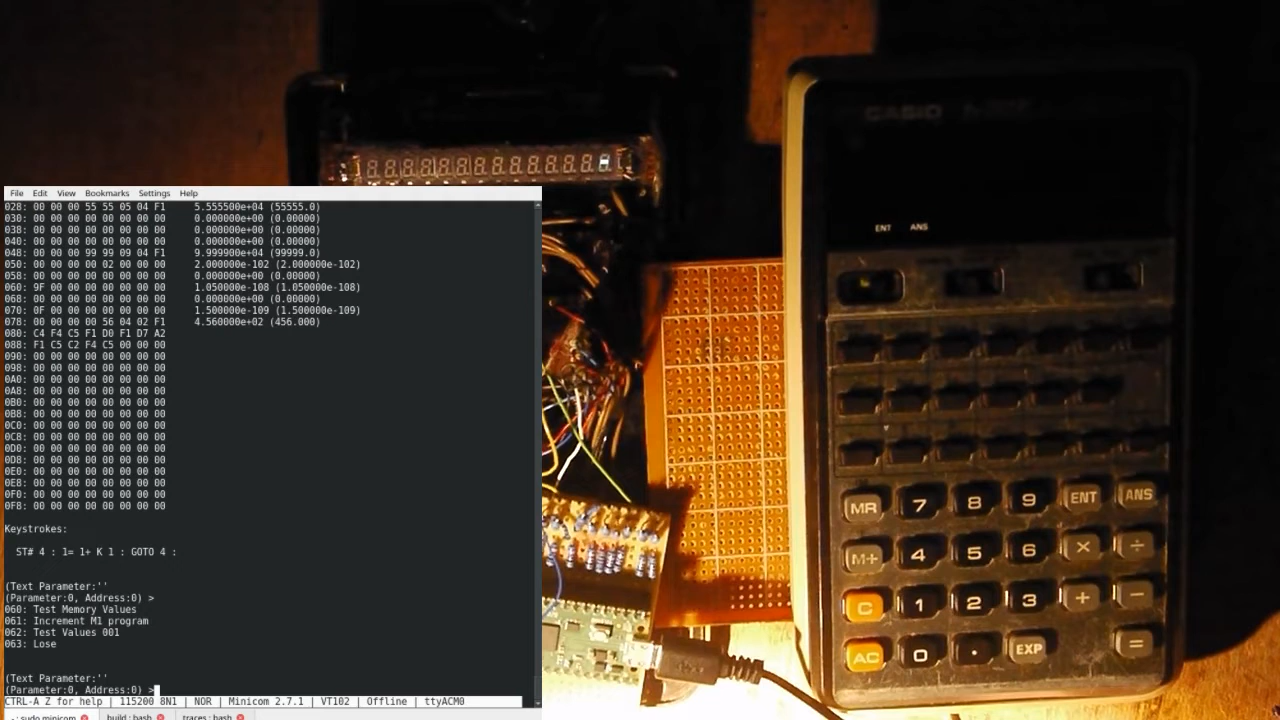 File Edit View Bookmarks Settings Help
028: 00 00 00 55 55 05 04 F1 5.555500e+04 (55555.0)
030: 00 00 00 00 00 00 00 00 0.000000e+00 (0.00000)
038: 00 00 00 00 00 00 00 00 0.000000e+00 (0.00000)
040: 00 00 00 00 00 00 00 00 0.000000e+00 (0.00000)
048: 00 00 00 99 99 09 04 F1 9.999900e+04 (99999.0)
050: 00 00 00 00 02 00 00 00 2.000000e-102 (2.000000e-102)
058: 00 00 00 00 00 00 00 00 0.000000e+00 (0.00000)
060: 9F 00 00 00 00 00 00 00 1.050000e-108 (1.050000e-108)
068: 00 00 00 00 00 00 00 00 0.000000e+00 (0.00000)
070: 0F 00 00 00 00 00 00 00 1.500000e-109 (1.500000e-109)
078: 00 00 00 00 56 04 02 F1 4.560000e+02 (456.000)
080: C4 F4 C5 F1 D0 F1 D7 A2
088: F1 C5 C2 F4 C5 00 00 00
090: 00 00 00 00 00 00 00 00
098: 00 00 00 00 00 00 00 00
0A0: 00 00 00 00 00 00 00 00
0A8: 00 00 00 00 00 00 00 00
0B0: 00 00 00 00 00 00 00 00
0B8: 00 00 00 00 00 00 00 00
0C0: 00 00 00 00 00 00 00 00
0C8: 00 00 00 00 00 00 00 00
0D0: 00 00 00 00 00 00 00 00
0D8: 00 00 00 00 00 00 00 00
0E0: 00 00 00 00 00 00 00 00
0E8: 00 00 00 00 00 00 00 00
0F0: 00 00 00 00 00 00 00 00
0F8: 00 00 00 00 00 00 00 00
Keystrokes:
ST# 4 : 1= 1+ K 1 : GOTO 4 :
(Text Parameter:''
(Parameter:0, Address:0) >
060: Test Memory Values
061: Increment M1 program
062: Test Values 001
063: Lose
(Text Parameter:''
(Parameter:0, Address:0) >
CTRL-A Z for help | 115200 8N1 | NOR | Minicom 2.7.1 | VT102 | Offline | ttyACM0
-: sudo minicom build : bash traces : bash
CASIO
ENT ANS
MR 7 8 9 ENT ANS
M+ 4 5 6 × ÷
C 1 2 3 + −
AC 0 · EXP =